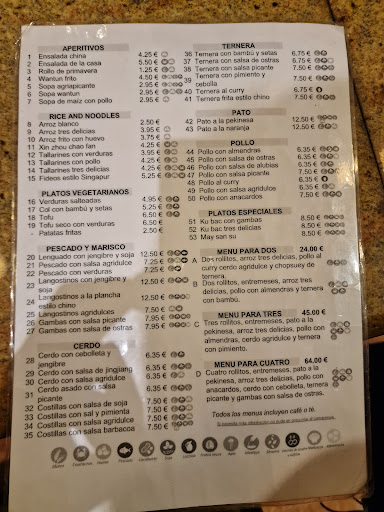 APERITIVOS
1 Ensalada china 4.25 €
2 Ensalada de la casa 5.50 €
3 Rollo de primavera 2.25 €
4 Wantun frito 4.50 €
5 Sopa agnapicante 2.95 €
6 Sopa wantun 2.95 €
7 Sopa de maíz con pollo 2.95 €
RICE AND NOODLES
8 Arroz blanco 2.50 €
9 Arroz tres delicias 3.95 €
10 Arroz frito con huevo 3.75 €
11 Xin zhou chao fan 4.25 €
12 Tallarines con verduras 4.25 €
13 Tallarines con pollo 4.25 €
14 Tallarines tres delicias 4.25 €
15 Fideos estilo Singapur 5.25 €
PLATOS VEGETARIANOS
16 Verduras salteadas 4.95 €
17 Col con bambú y setas 6.50 €
18 Tofu 6.50 €
19 Tofu seco con verduras 6.50 €
Patatas fritas 2.50 €
PESCADO Y MARISCO
20 Lenguado con jengibre y soja 12.50 €
21 Pescado con salsa agridulce 7.25 €
22 Pescado con verduras 7.25 €
23 Langostinos con jengibre y
soja 12.50 €
24 Langostinos a la plancha
estilo chino 12.50 €
25 Langostinos agridulces 7.50 €
26 Gambas con salsa picante 7.95 €
27 Gambas con salsa de ostras 7.95 €
CERDO
28 Cerdo con cebolleta y
jengibre 6.35 €
29 Cerdo con salsa de jingjang 6.35 €
30 Cerdo con salsa agridulce 6.35 €
31 Cerdo asado con salsa
picante 7.50 €
32 Costillas con salsa de soja 7.50 €
33 Costillas con sal y pimienta 7.50 €
34 Costillas con salsa agridulce 7.50 €
35 Costillas con salsa barbacoa 7.50 €
TERNERA
36 Ternera con bambú y setas 6.75 €
37 Ternera con salsa de ostras 6.75 €
38 Ternera con salsa picante 7.50 €
39 Ternera con pimiento y
cebolla 7.50 €
40 Ternera al curry 6.75 €
41 Ternera frita estilo chino 7.50 €
PATO
42 Pato a la pekinesa 12.50 €
43 Pato a la naranja 12.50 €
POLLO
44 Pollo con almendras 6.35 €
45 Pollo con salsa de ostras 6.35 €
46 Pollo con salsa de alubias 6.35 €
47 Pollo con salsa picante 7.50 €
48 Pollo al curry 6.35 €
49 Pollo con salsa agridulce 6.35 €
50 Pollo con anacardos 6.35 €
PLATOS ESPECIALES
51 Ku bac con gambas 8.50 €
52 Ku bac tres delicias 8.50 €
53 May san su 8.50 €
MENU PARA DOS 24.00 €
A Dos rollitos, arroz tres delicias, pollo al
curry cerdo agridulce y chopsuey de
ternera.
B Dos rollitos, entremeses, arroz tres
delicias, pollo con almendras y ternera
con bambú.
MENU PARA TRES 45.00 €
C Tres rollitos, entremeses, pato a la
pekinesa, arroz tres delicias, pollo con
almendras, cerdo agridulce y ternera
con pimiento.
MENU PARA CUATRO 64.00 €
D Cuatro rollitos, entremeses, pato a la
pekinesa, arroz tres delicias, pollo con
anacardos, cerdo con cebolleta, ternera
picante y gambas con salsa de ostras.
Todos los menus incluyen café o té.